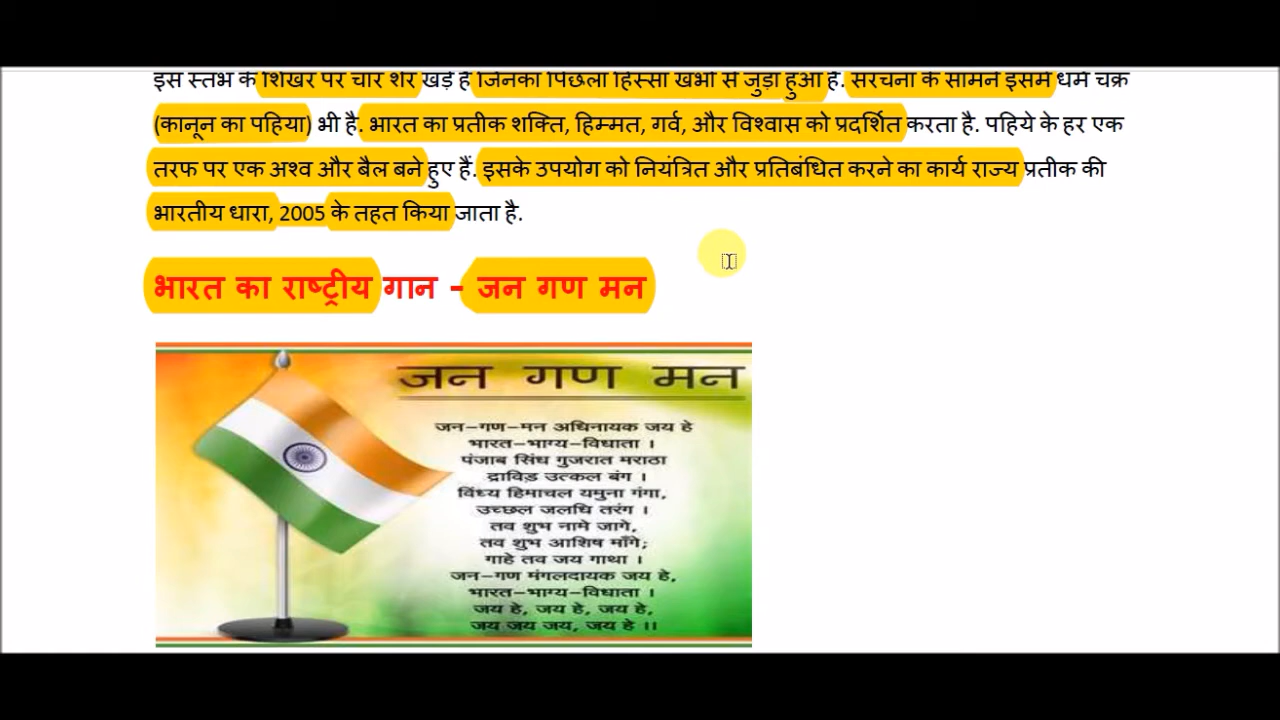 इस स्तंभ के शिखर पर चार शेर खड़े हैं जिनका पिछला हिस्सा खंभों से जुड़ा हुआ है. संरचना के सामने इसमें धर्म चक्र
(कानून का पहिया) भी है. भारत का प्रतीक शक्ति, हिम्मत, गर्व, और विश्वास को प्रदर्शित करता है. पहिये के हर एक
तरफ पर एक अश्व और बैल बने हुए हैं. इसके उपयोग को नियंत्रित और प्रतिबंधित करने का कार्य राज्य प्रतीक की
भारतीय धारा, 2005 के तहत किया जाता है.
भारत का राष्ट्रीय गान - जन गण मन
जन गण मन
जन-गण-मन अधिनायक जय हे
भारत-भाग्य-विधाता ।
पंजाब सिंध गुजरात मराठा
द्राविड़ उत्कल बंग ।
विंध्य हिमाचल यमुना गंगा,
उच्छल जलधि तरंग ।
तव शुभ नामे जागे,
तव शुभ आशिष माँगे;
गाहे तव जय गाथा ।
जन-गण मंगलदायक जय हे,
भारत-भाग्य-विधाता ।
जय हे, जय हे, जय हे,
जय जय जय, जय हे ।।